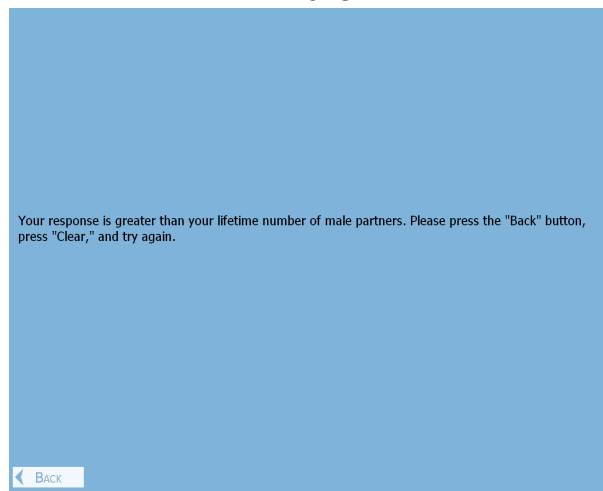 Your response is greater than your lifetime number of male partners. Please press the "Back" button,
press "Clear," and try again.
BACK